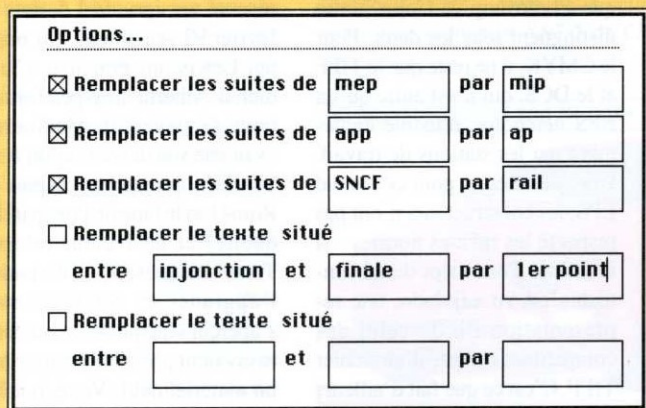 Options...
Remplacer les suites de mep par mip
Remplacer les suites de app par ap
Remplacer les suites de SNCF par rail
Remplacer le texte situé
entre injonction et finale par 1er point
Remplacer le texte situé
entre et par